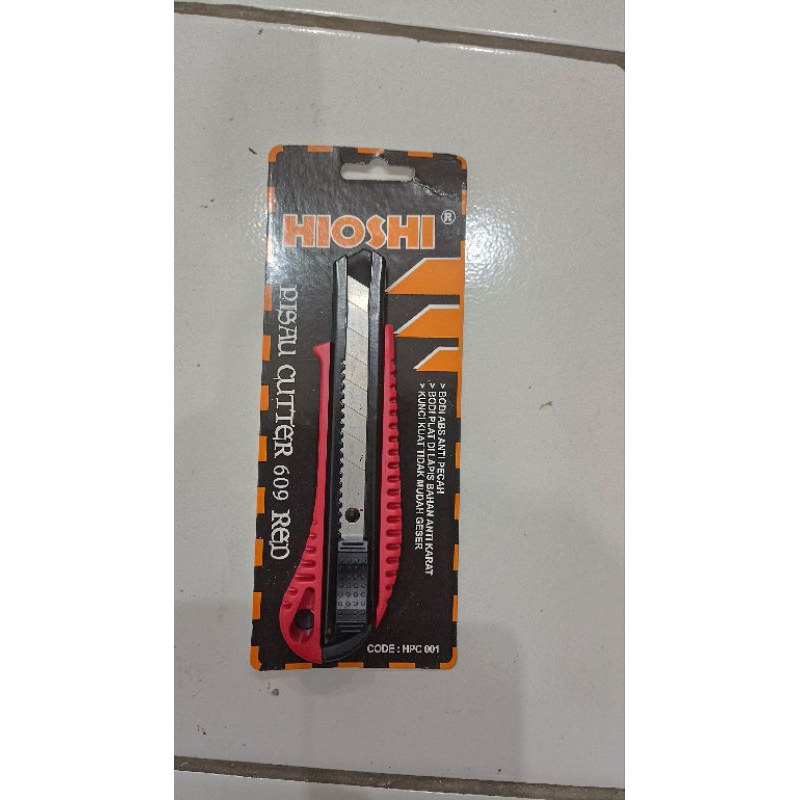 HIOSHI ®
PISAU CUTTER 609 RED
> BODI ABS ANTI PECAH
> BODI PLAT DI LAPIS BAHAN ANTI KARAT
> KUNCI KUAT TIDAK MUDAH GESER
CODE : HPC 001